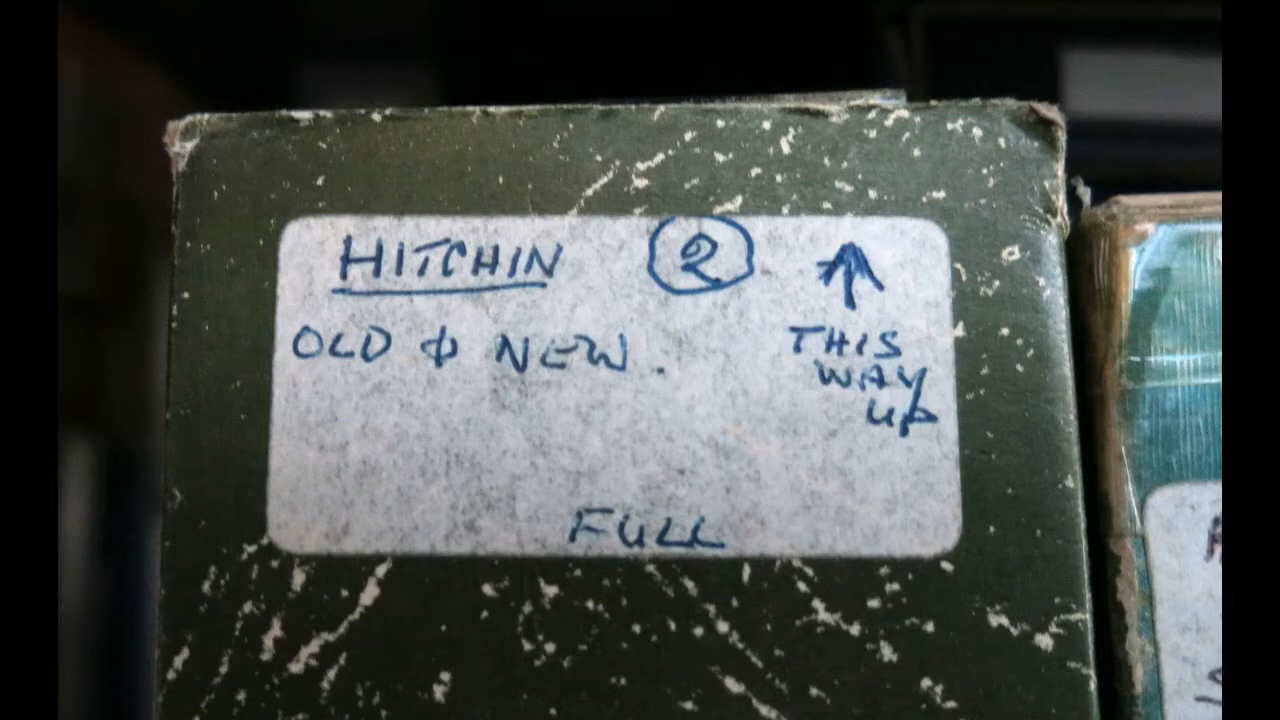 HITCHIN ② ↑
OLD & NEW.
THIS
WAY
UP
FULL